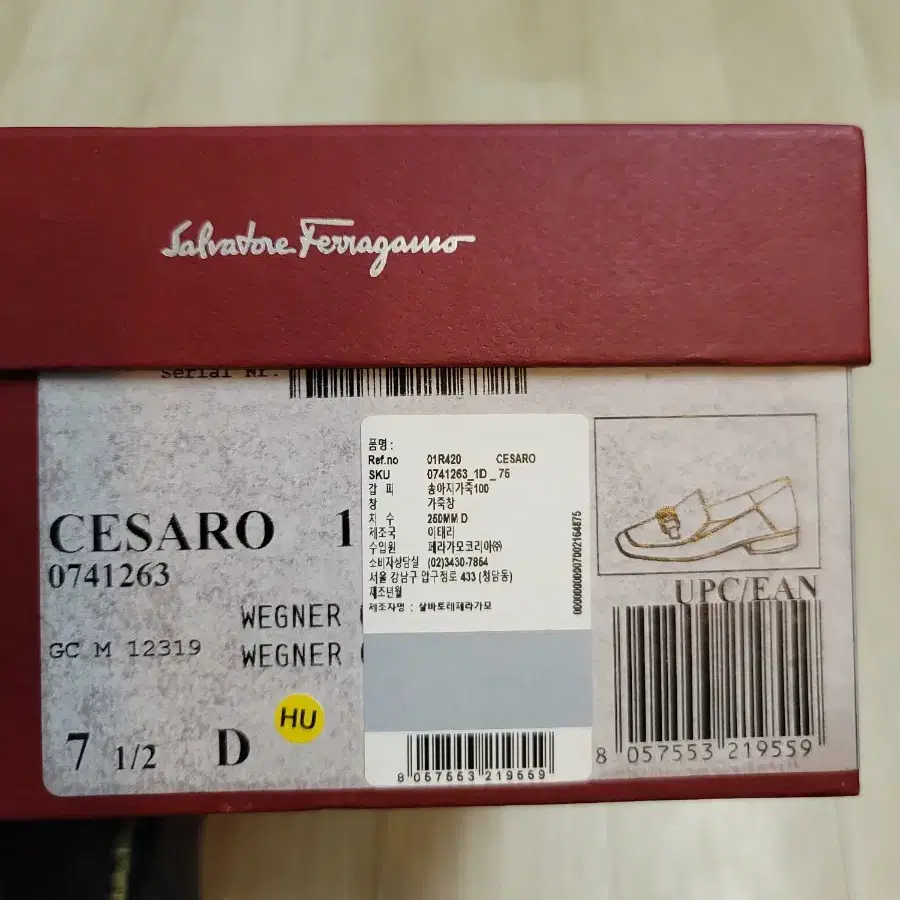 Salvatore Ferragamo
Serial Nr.
CESARO 1
0741263
WEGNER
GC M 12319 WEGNER
HU
7 1/2 D
품명 :
Ref.no 01R420 CESARO
SKU 0741263_1D _ 75
갑 피 송아지가죽100
창 가죽창
치 수 250MM D
제조국 이태리
수입원 페라가모코리아㈜
소비자상담실 (02)3430-7854
서울 강남구 압구정로 433 (청담동)
제조년월
제조자명 : 살바토레페라가모
0000000007002164875
8 057553 219559
UPC/EAN
8 057553 219559